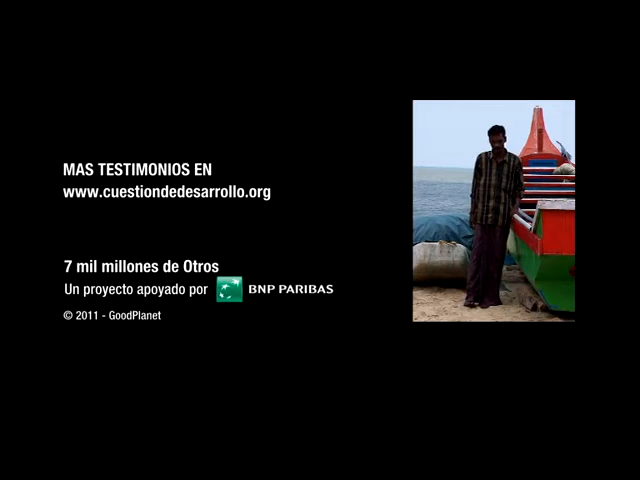 MAS TESTIMONIOS EN
www.cuestiondedesarrollo.org
7 mil millones de Otros
Un proyecto apoyado por BNP PARIBAS
© 2011 - GoodPlanet